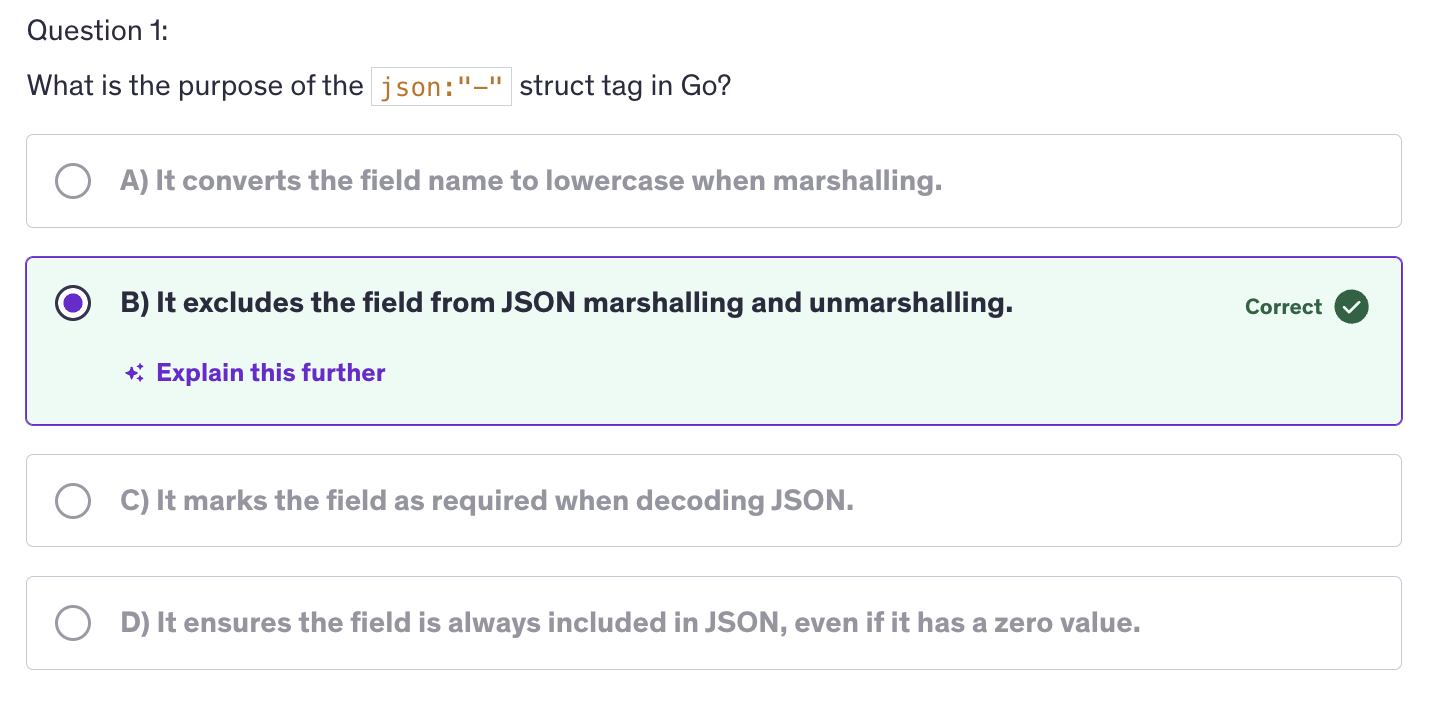 Question 1:
What is the purpose of the json:"-" struct tag in Go?
A) It converts the field name to lowercase when marshalling.
B) It excludes the field from JSON marshalling and unmarshalling.
Correct
Explain this further
C) It marks the field as required when decoding JSON.
D) It ensures the field is always included in JSON, even if it has a zero value.